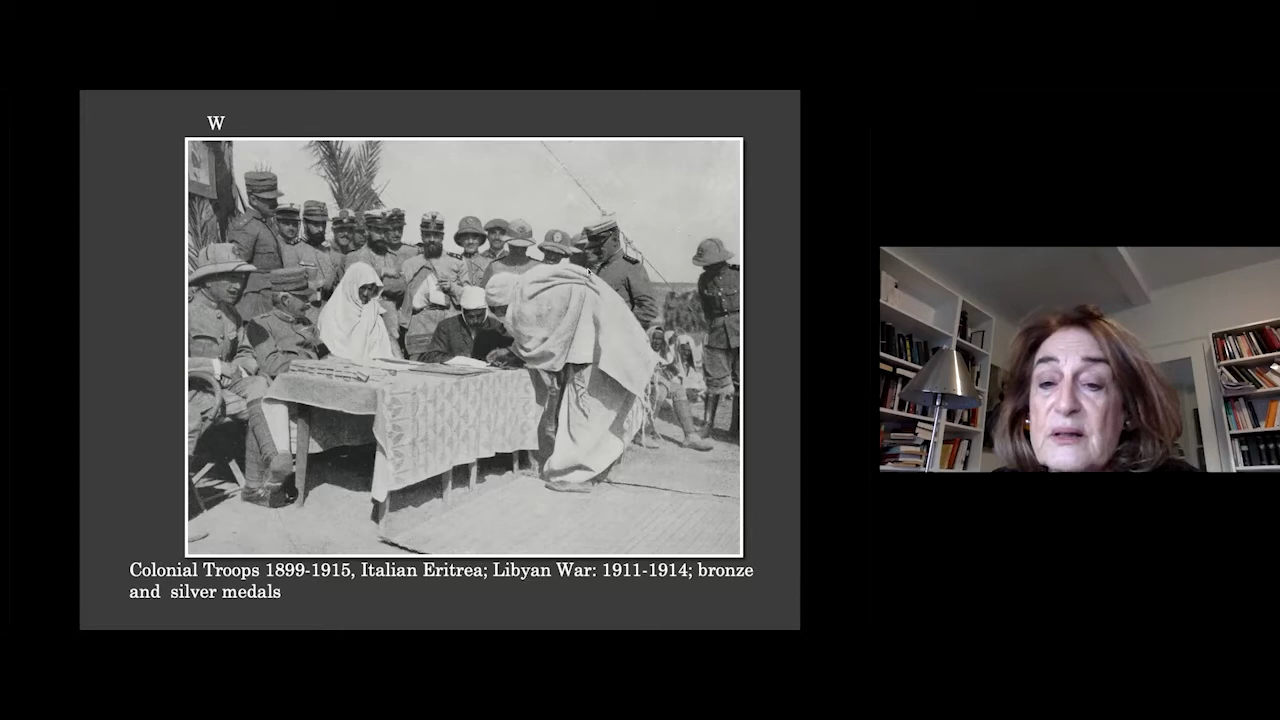 W
Colonial Troops 1899-1915, Italian Eritrea; Libyan War: 1911-1914; bronze
and silver medals